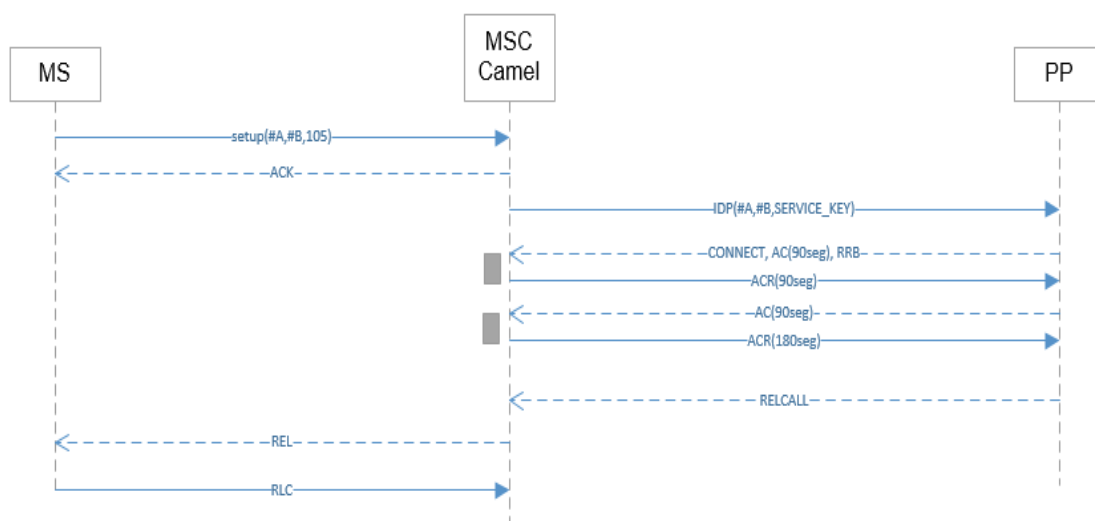 MS
MSC
Camel
PP
setup(#A,#B,105)
ACK
IDP(#A,#B,SERVICE_KEY)
CONNECT, AC(90seg), RRB
ACR(90seg)
AC(90seg)
ACR(180seg)
RELCALL
REL
RLC